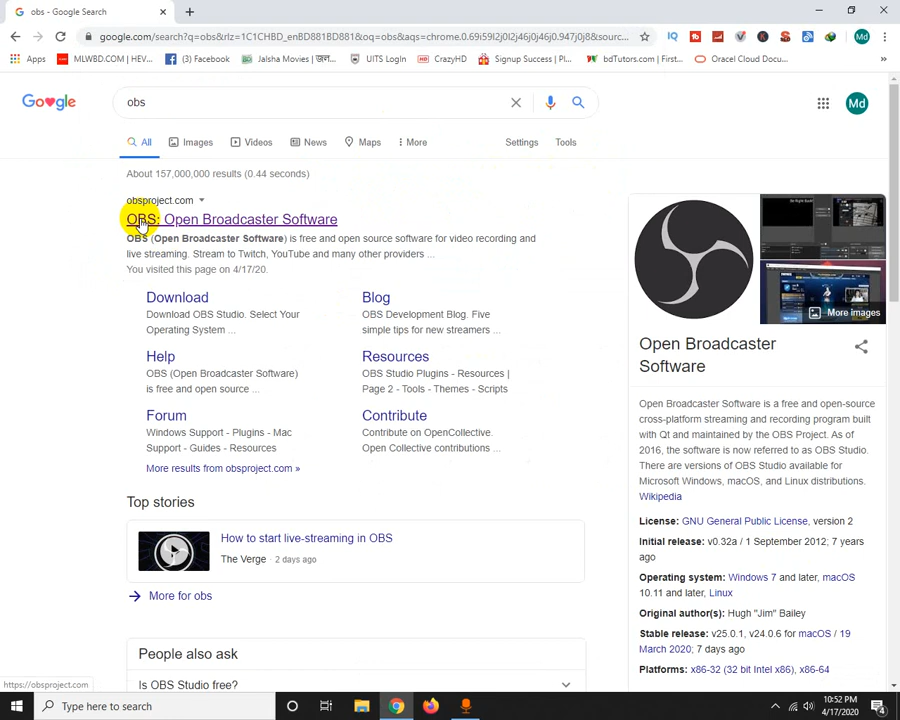 obs - Google Search
google.com/search?q=obs&rlz=1C1CHBD_enBD881BD881&oq=obs&aqs=chrome.0.69i59l2j0l2j46j0j46j0.947j0j8&sourc...
Md
Apps
MLWBD.COM | HEV...
(3) Facebook
UITS LogIn
CrazyHD
Signup Success | Pl...
bdTutors.com | First...
Oracel Cloud Docu...
Google
obs
Md
All
Images
Videos
News
Maps
More
Settings
Tools
About 157,000,000 results (0.44 seconds)
obsproject.com
OBS: Open Broadcaster Software
OBS (Open Broadcaster Software) is free and open source software for video recording and
live streaming. Stream to Twitch, YouTube and many other providers ...
You visited this page on 4/17/20.
Download
Download OBS Studio. Select Your
Operating System ...
Blog
OBS Development Blog. Five
simple tips for new streamers ...
Help
OBS (Open Broadcaster Software)
is free and open source ...
Resources
OBS Studio Plugins - Resources |
Page 2 - Tools - Themes - Scripts
Forum
Windows Support - Plugins - Mac
Support - Guides - Resources
Contribute
Contribute on OpenCollective.
Open Collective contributions ...
More results from obsproject.com »
Top stories
How to start live-streaming in OBS
The Verge · 2 days ago
More for obs
People also ask
Is OBS Studio free?
More images
Open Broadcaster
Software
Open Broadcaster Software is a free and open-source
cross-platform streaming and recording program built
with Qt and maintained by the OBS Project. As of
2016, the software is now referred to as OBS Studio.
There are versions of OBS Studio available for
Microsoft Windows, macOS, and Linux distributions.
Wikipedia
License: GNU General Public License, version 2
Initial release: v0.32a / 1 September 2012; 7 years
ago
Operating system: Windows 7 and later, macOS
10.11 and later, Linux
Original author(s): Hugh "Jim" Bailey
Stable release: v25.0.1, v24.0.6 for macOS / 19
March 2020; 7 days ago
Platforms: x86-32 (32 bit Intel x86), x86-64
https://obsproject.com
Type here to search
10:52 PM
4/17/2020
4